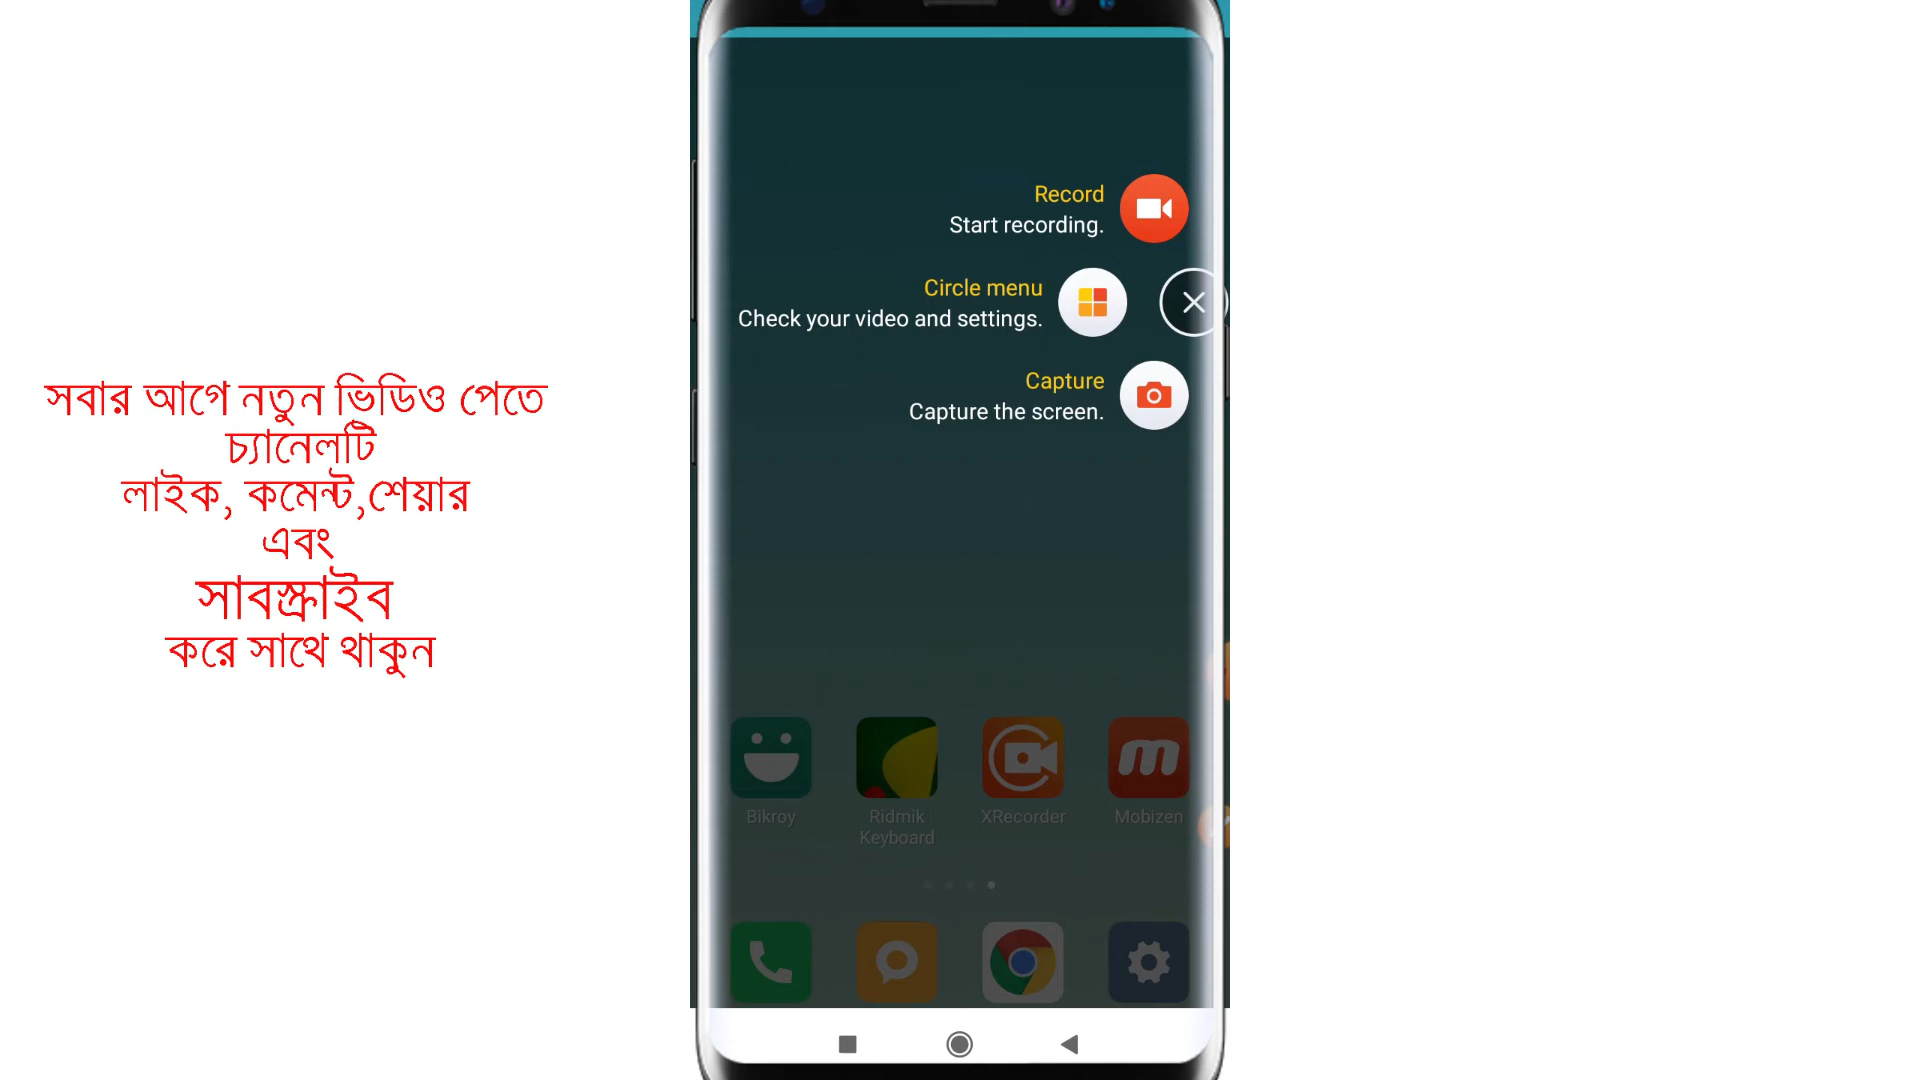 সবার আগে নতুন ভিডিও পেতে
চ্যানেলটি
লাইক, কমেন্ট,শেয়ার
এবং
সাবস্ক্রাইব
করে সাথে থাকুন
Record
Start recording.
Circle menu
Check your video and settings.
Capture
Capture the screen.
Bikroy
Ridmik
Keyboard
XRecorder
Mobizen